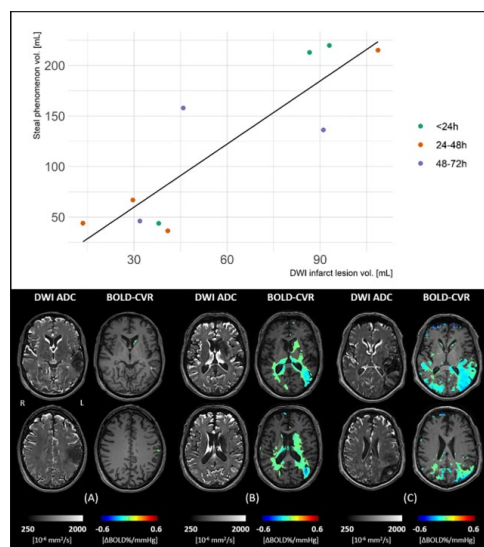 Steal phenomenon vol. [mL]
200
150
100
50
30
60
90
DWI infarct lesion vol. [mL]
<24h
24-48h
48-72h
DWI ADC BOLD-CVR DWI ADC BOLD-CVR DWI ADC BOLD-CVR
R L
(A) (B) (C)
250 2000 -0.6 0.6 250 2000 -0.6 0.6 250 2000 -0.6 0.6
[10⁻⁶ mm²/s] [ΔBOLD%/mmHg] [10⁻⁶ mm²/s] [ΔBOLD%/mmHg] [10⁻⁶ mm²/s] [ΔBOLD%/mmHg]